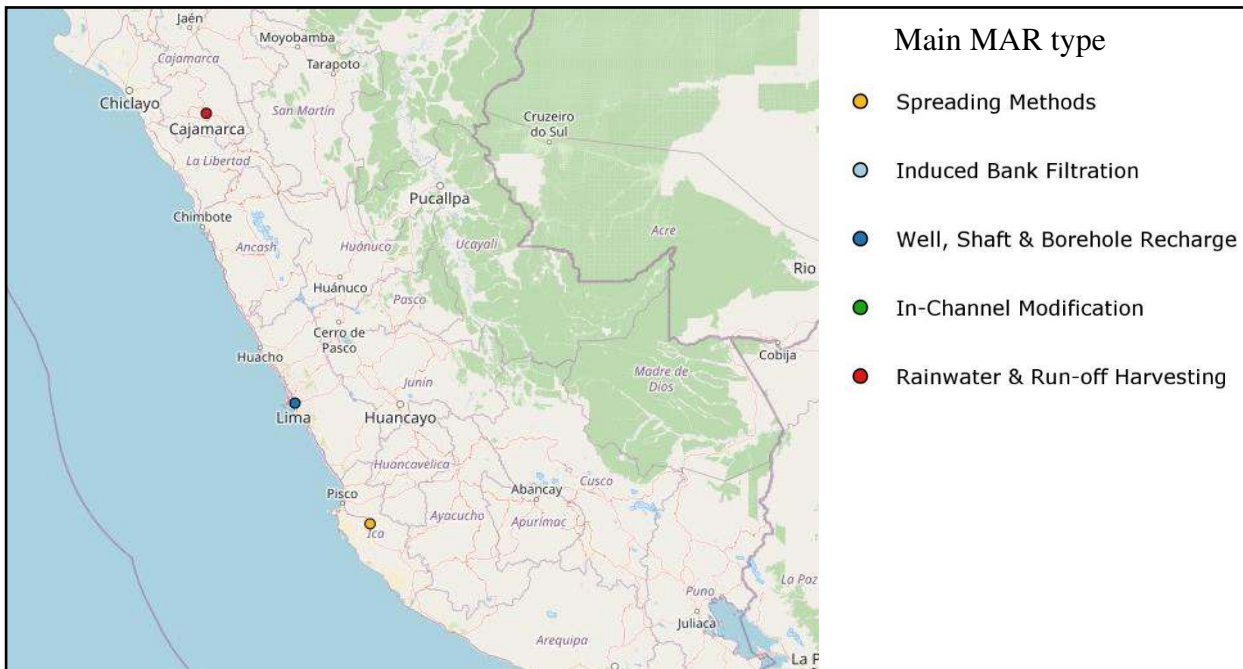 Main MAR type
Spreading Methods
Induced Bank Filtration
Well, Shaft & Borehole Recharge
In-Channel Modification
Rainwater & Run-off Harvesting
Jaén
Moyobamba
Tarapoto
Cajamarca
Chiclayo
San Martín
Cajamarca
Cruzeiro
do Sul
La Libertad
Pucallpa
Chimbote
Ancash
Huánuco
Ucayali
Acre
Rio
Huánuco
Pasco
Cerro de
Pasco
Huacho
Cobija
Junín
Madre de
Dios
Lima
Huancayo
Huancavelica
Cusco
Pisco
Abancay
Ica
Ayacucho
Apurímac
La Paz
Puno
Juliaca
Arequipa
La P